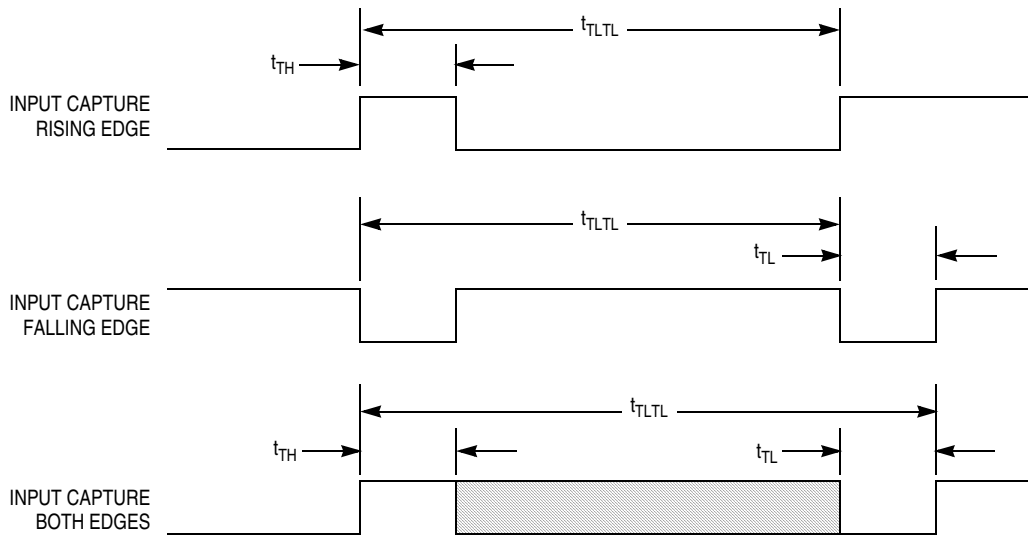 tTLTL
tTH
INPUT CAPTURE
RISING EDGE
tTLTL
tTL
INPUT CAPTURE
FALLING EDGE
tTLTL
tTH
tTL
INPUT CAPTURE
BOTH EDGES